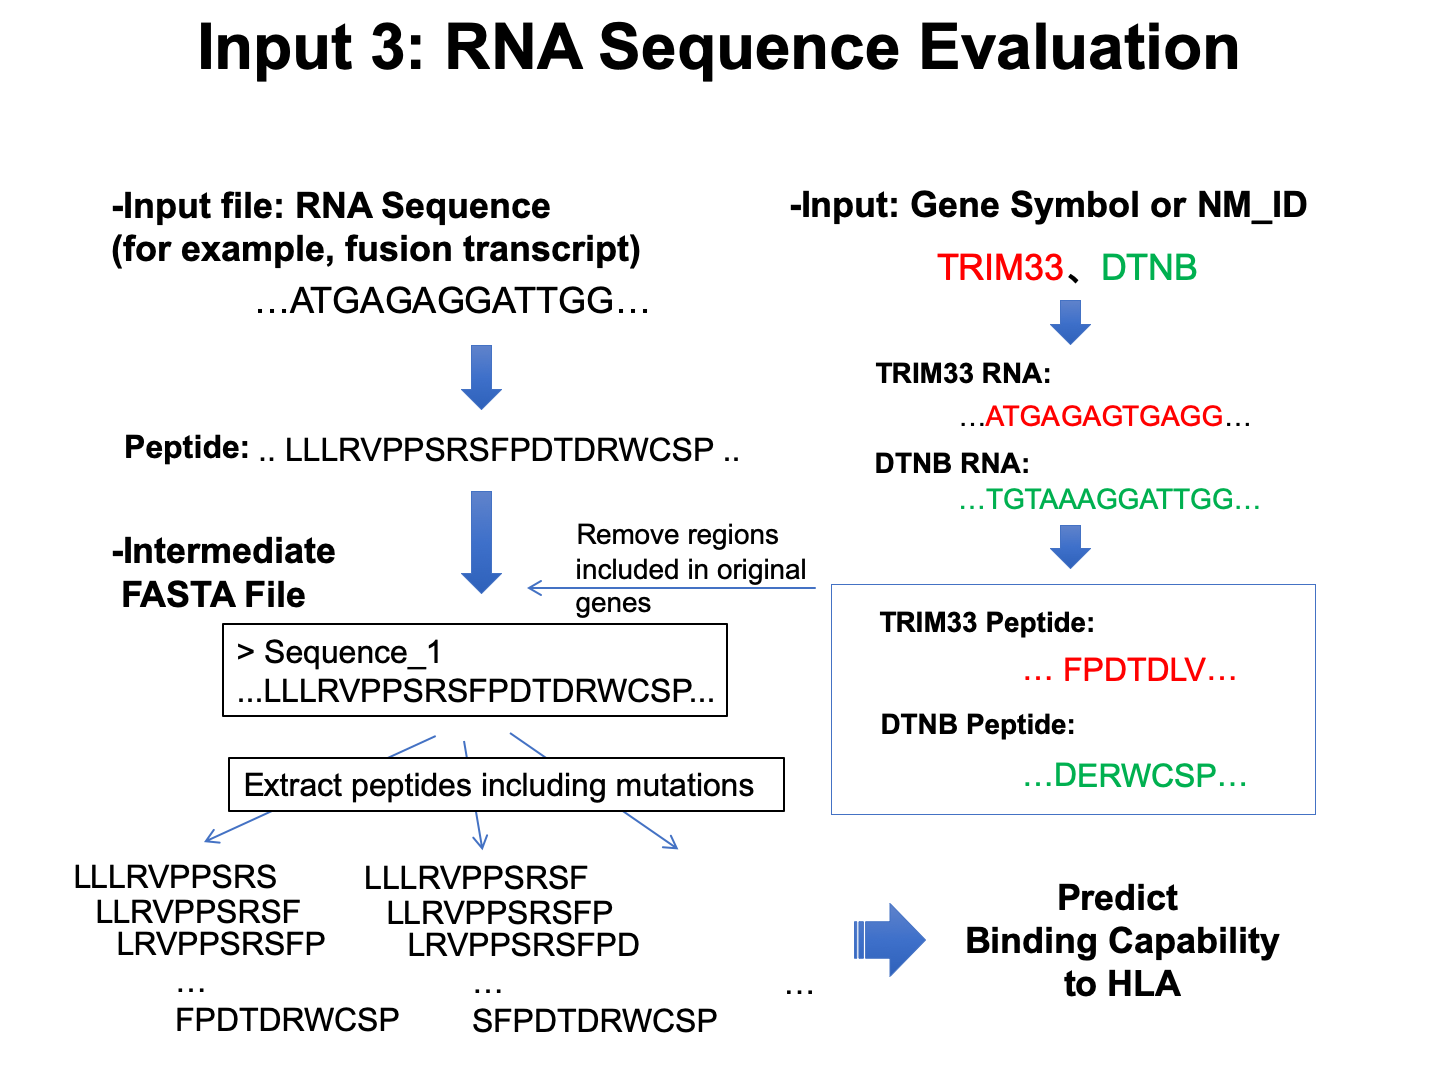 Input 3: RNA Sequence Evaluation
-Input file: RNA Sequence
(for example, fusion transcript)
…ATGAGAGGATTGG…
Peptide: .. LLLRVPPSRSFPDTDRWCSP ..
-Intermediate
FASTA File
Remove regions
included in original
genes
> Sequence_1
...LLLRVPPSRSFPDTDRWCSP...
Extract peptides including mutations
LLLRVPPSRS
LLRVPPSRSF
LRVPPSRSFP
…
FPDTDRWCSP
LLLRVPPSRSF
LLRVPPSRSFP
LRVPPSRSFPD
…
SFPDTDRWCSP
…
-Input: Gene Symbol or NM_ID
TRIM33、DTNB
TRIM33 RNA:
…ATGAGAGTGAGG…
DTNB RNA:
…TGTAAAGGATTGG…
TRIM33 Peptide:
… FPDTDLV…
DTNB Peptide:
…DERWCSP…
Predict
Binding Capability
to HLA